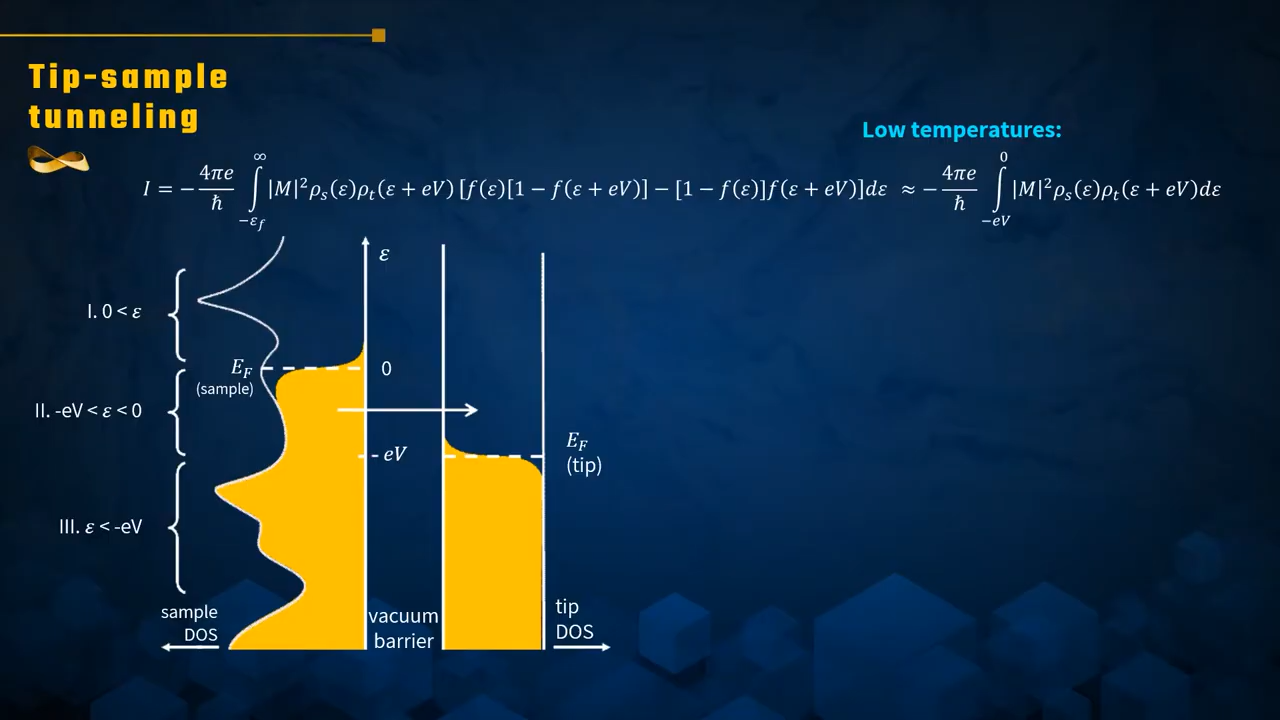 Tip-sample
tunneling
Low temperatures:
I = − 4πe/ħ ∫_{−ε_f}^{∞} |M|²ρ_s(ε)ρ_t(ε + eV) [f(ε)[1 − f(ε + eV)] − [1 − f(ε)]f(ε + eV)]dε ≈ − 4πe/ħ ∫_{−eV}^{0} |M|²ρ_s(ε)ρ_t(ε + eV)dε
ε
I. 0 < ε
E_F
(sample)
0
II. -eV < ε < 0
E_F
(tip)
- eV
III. ε < -eV
sample
DOS
vacuum
barrier
tip
DOS